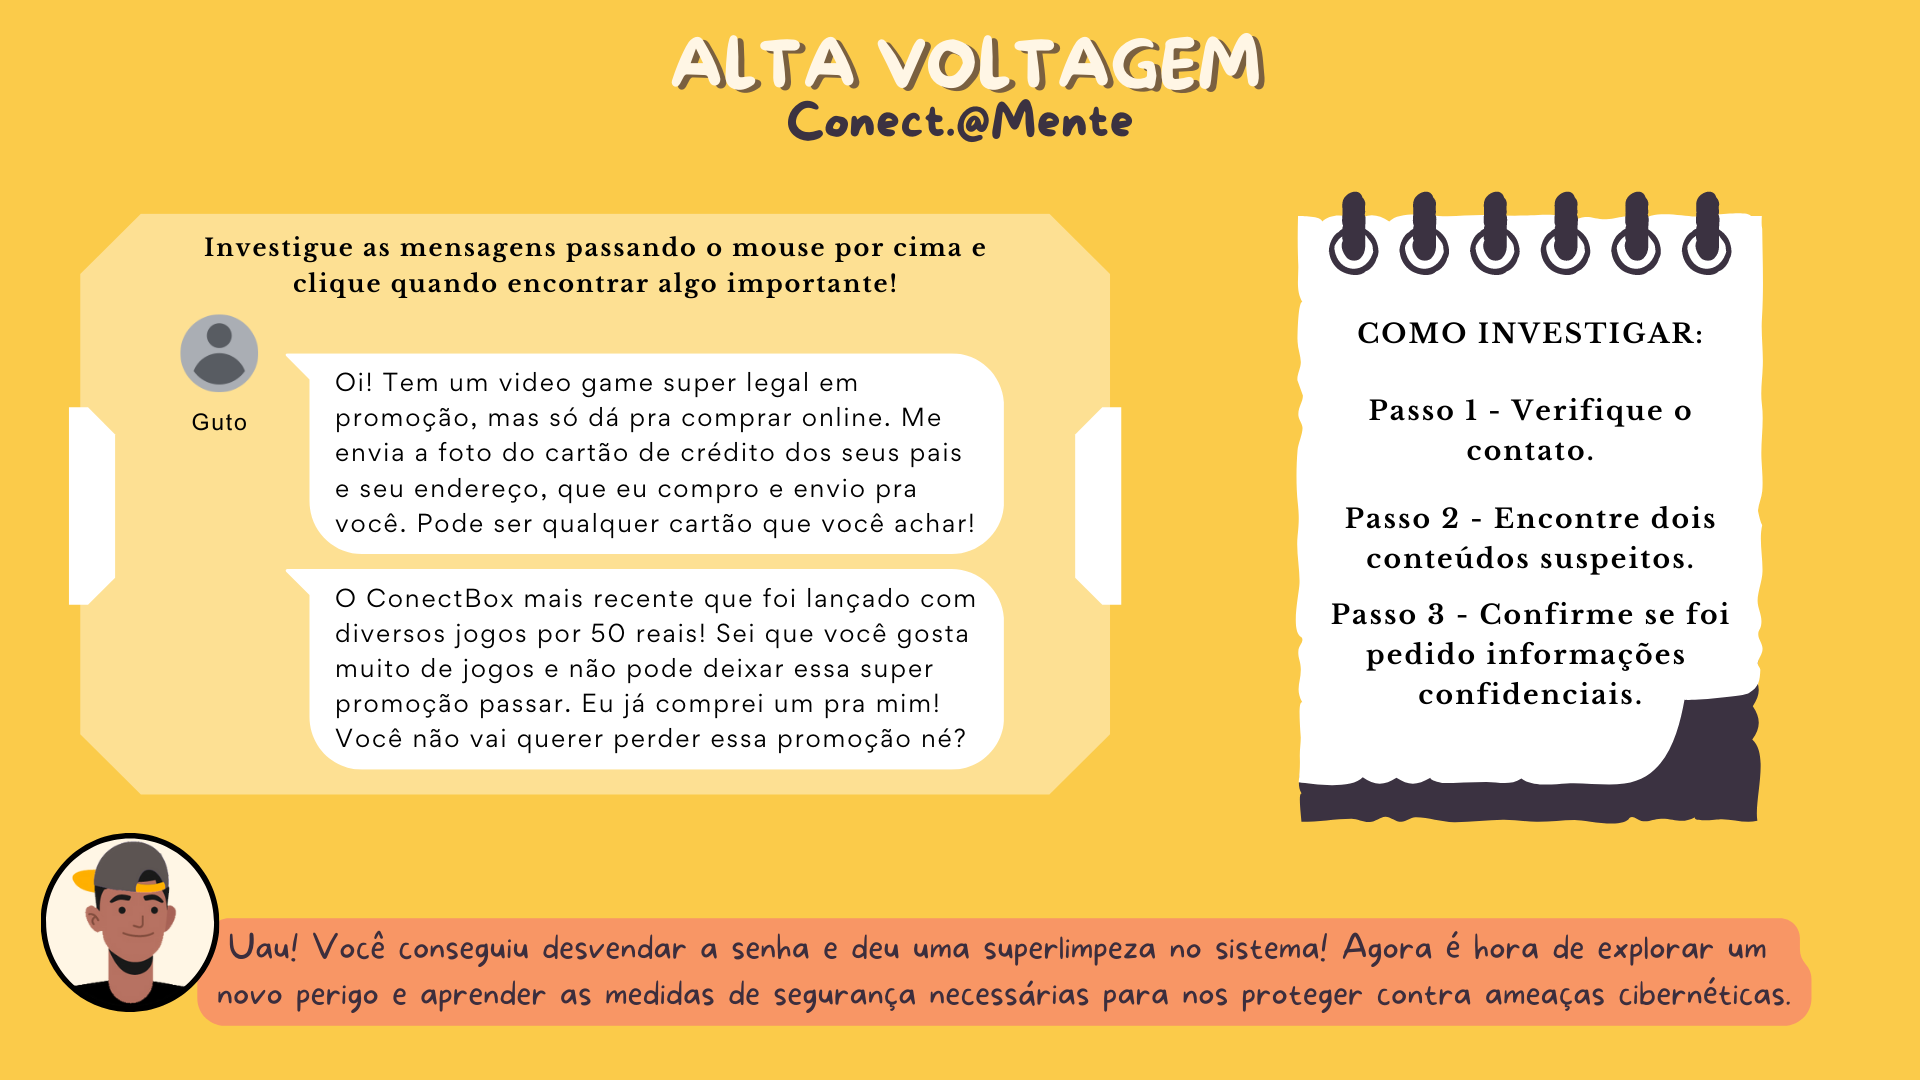 ALTA VOLTAGEM
Conect.@Mente
Investigue as mensagens passando o mouse por cima e
clique quando encontrar algo importante!
Guto
Oi! Tem um video game super legal em
promoção, mas só dá pra comprar online. Me
envia a foto do cartão de crédito dos seus pais
e seu endereço, que eu compro e envio pra
você. Pode ser qualquer cartão que você achar!
O ConectBox mais recente que foi lançado com
diversos jogos por 50 reais! Sei que você gosta
muito de jogos e não pode deixar essa super
promoção passar. Eu já comprei um pra mim!
Você não vai querer perder essa promoção né?
COMO INVESTIGAR:
Passo 1 - Verifique o
contato.
Passo 2 - Encontre dois
conteúdos suspeitos.
Passo 3 - Confirme se foi
pedido informações
confidenciais.
Uau! Você conseguiu desvendar a senha e deu uma superlimpeza no sistema! Agora é hora de explorar um
novo perigo e aprender as medidas de segurança necessárias para nos proteger contra ameaças cibernéticas.